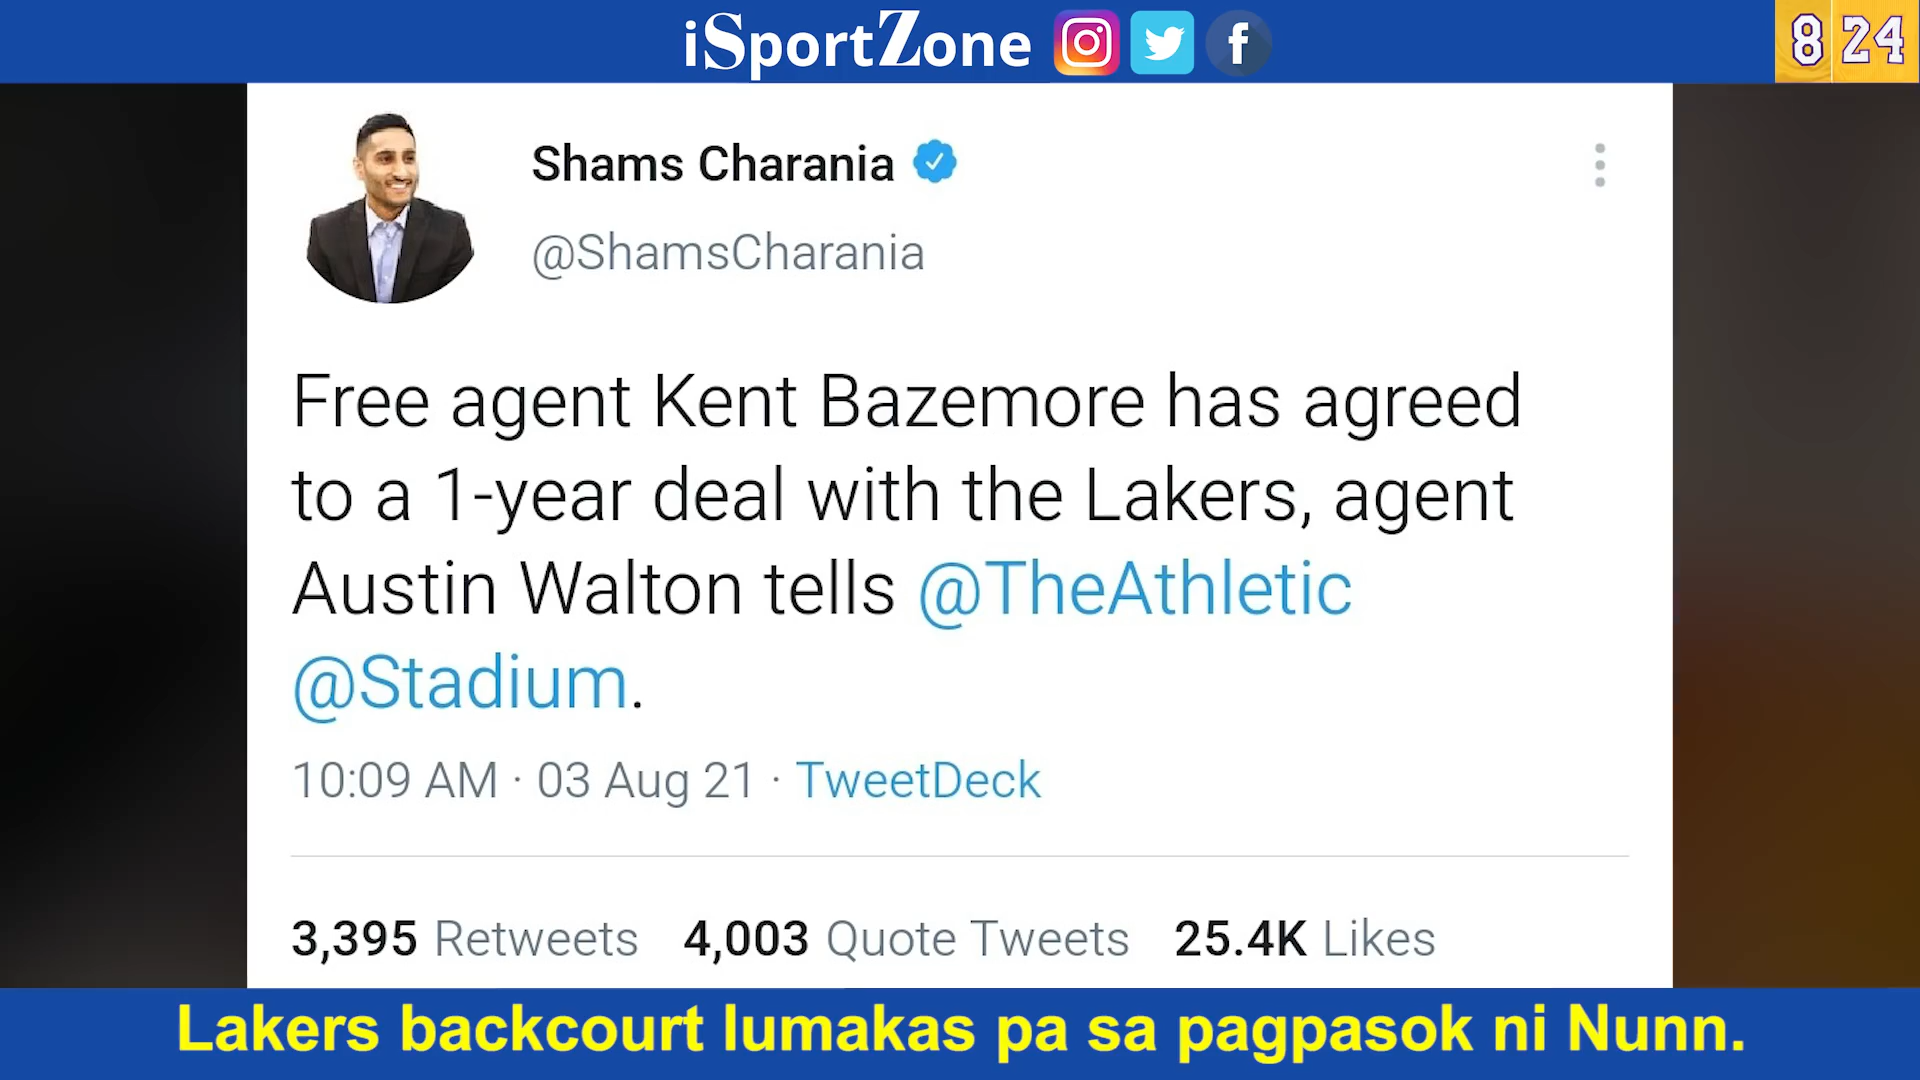 iSportZone
8 24
Shams Charania
@ShamsCharania
Free agent Kent Bazemore has agreed
to a 1-year deal with the Lakers, agent
Austin Walton tells @TheAthletic
@Stadium.
10:09 AM · 03 Aug 21 · TweetDeck
3,395 Retweets 4,003 Quote Tweets 25.4K Likes
Lakers backcourt lumakas pa sa pagpasok ni Nunn.